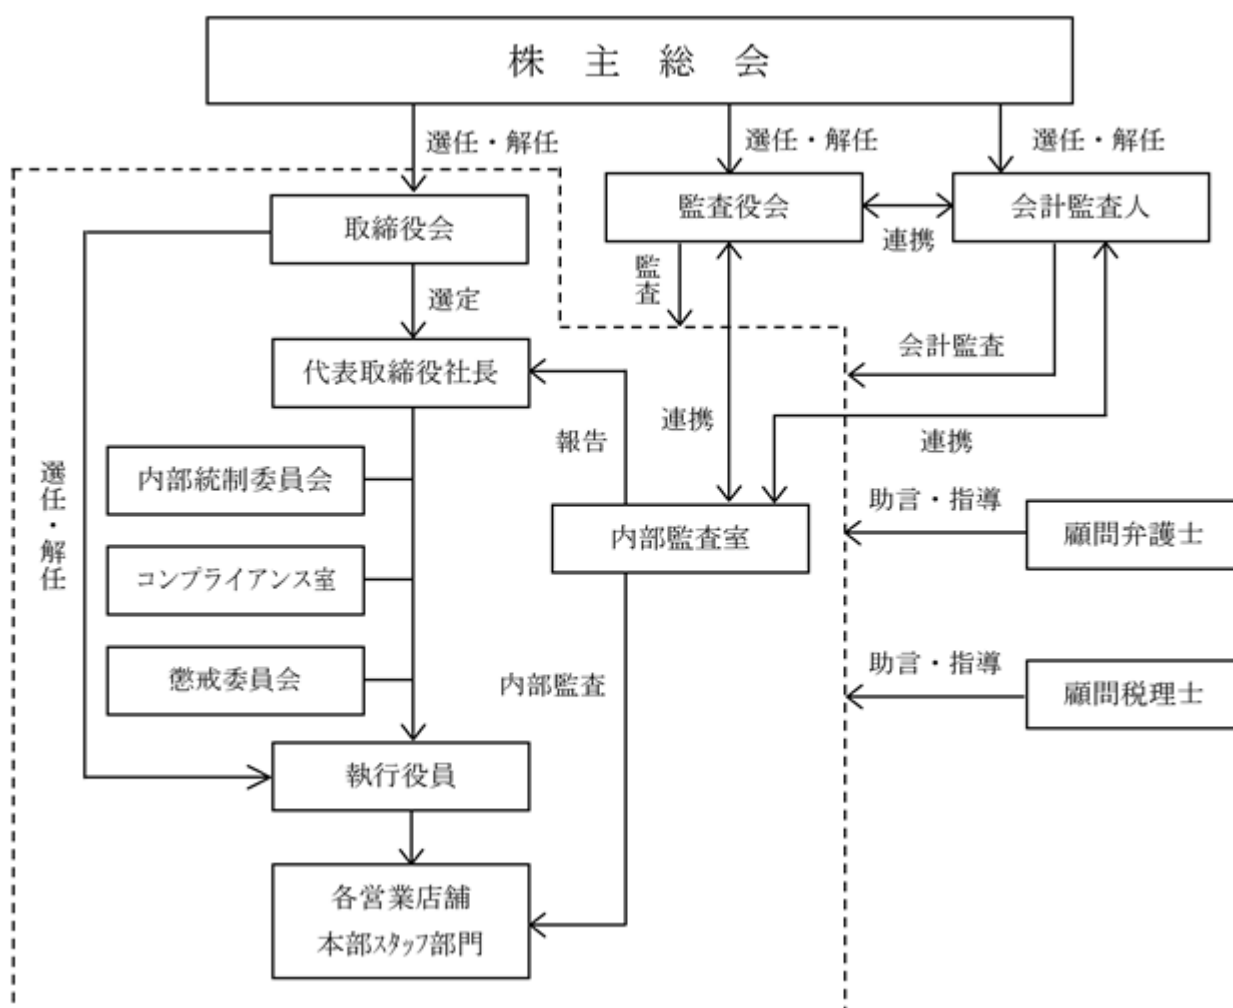 株主総会
選任・解任
選任・解任
選任・解任
取締役会
監査役会
会計監査人
連携
監査
選定
代表取締役社長
会計監査
報告
連携
連携
選任・解任
内部統制委員会
内部監査室
助言・指導
顧問弁護士
コンプライアンス室
懲戒委員会
内部監査
助言・指導
顧問税理士
執行役員
各営業店舗
本部スタッフ部門